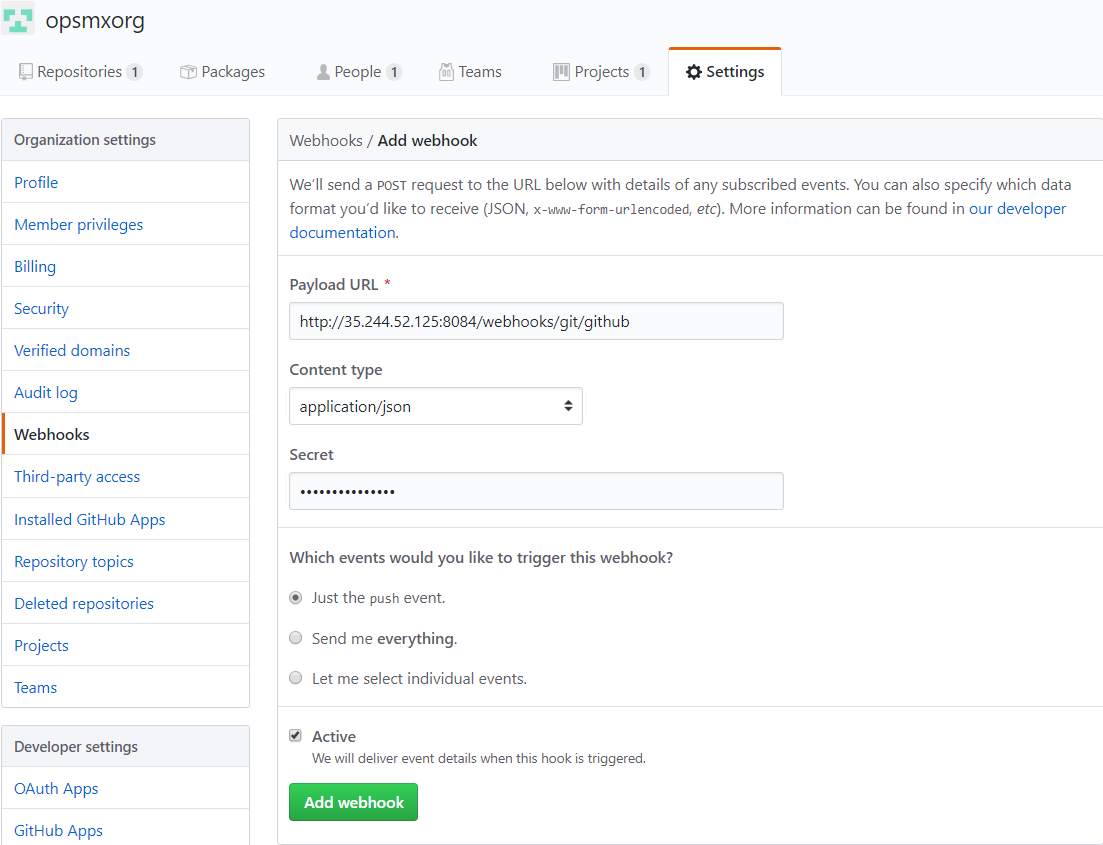 opsmxorg
Repositories 1
Packages
People 1
Teams
Projects 1
Settings
Organization settings
Profile
Member privileges
Billing
Security
Verified domains
Audit log
Webhooks
Third-party access
Installed GitHub Apps
Repository topics
Deleted repositories
Projects
Teams
Developer settings
OAuth Apps
GitHub Apps
Webhooks / Add webhook
We’ll send a POST request to the URL below with details of any subscribed events. You can also specify which data
format you’d like to receive (JSON, x-www-form-urlencoded, etc). More information can be found in our developer
documentation.
Payload URL *
http://35.244.52.125:8084/webhooks/git/github
Content type
application/json
Secret
•••••••••••••••
Which events would you like to trigger this webhook?
Just the push event.
Send me everything.
Let me select individual events.
Active
We will deliver event details when this hook is triggered.
Add webhook